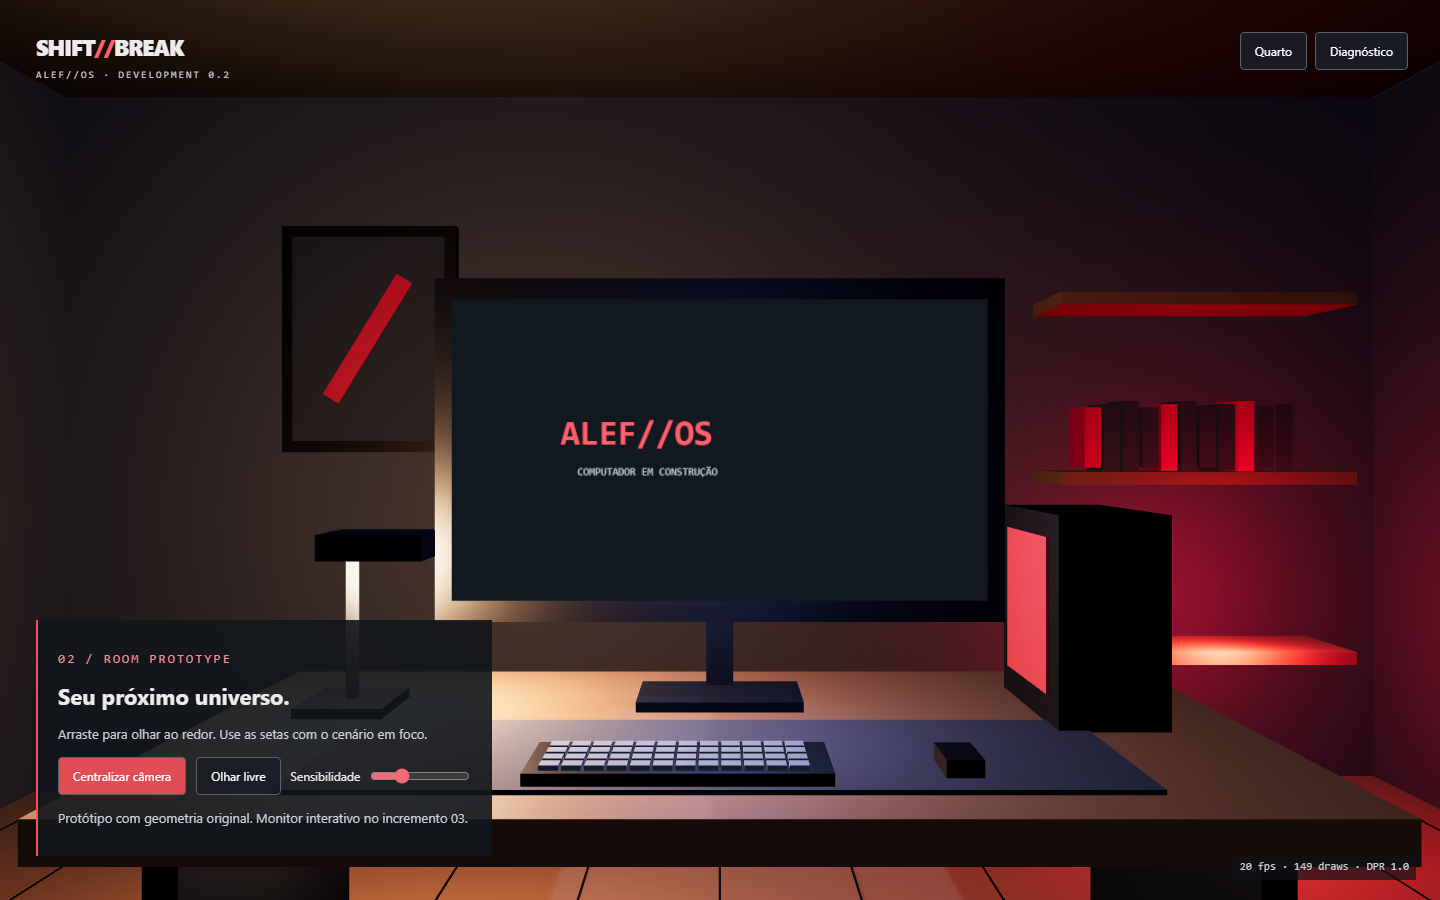 SHIFT//BREAK
ALEF//OS · DEVELOPMENT 0.2
Quarto
Diagnóstico
ALEF//OS
COMPUTADOR EM CONSTRUÇÃO
02 / ROOM PROTOTYPE
Seu próximo universo.
Arraste para olhar ao redor. Use as setas com o cenário em foco.
Centralizar câmera
Olhar livre
Sensibilidade
Protótipo com geometria original. Monitor interativo no incremento 03.
20 fps · 149 draws · DPR 1.0